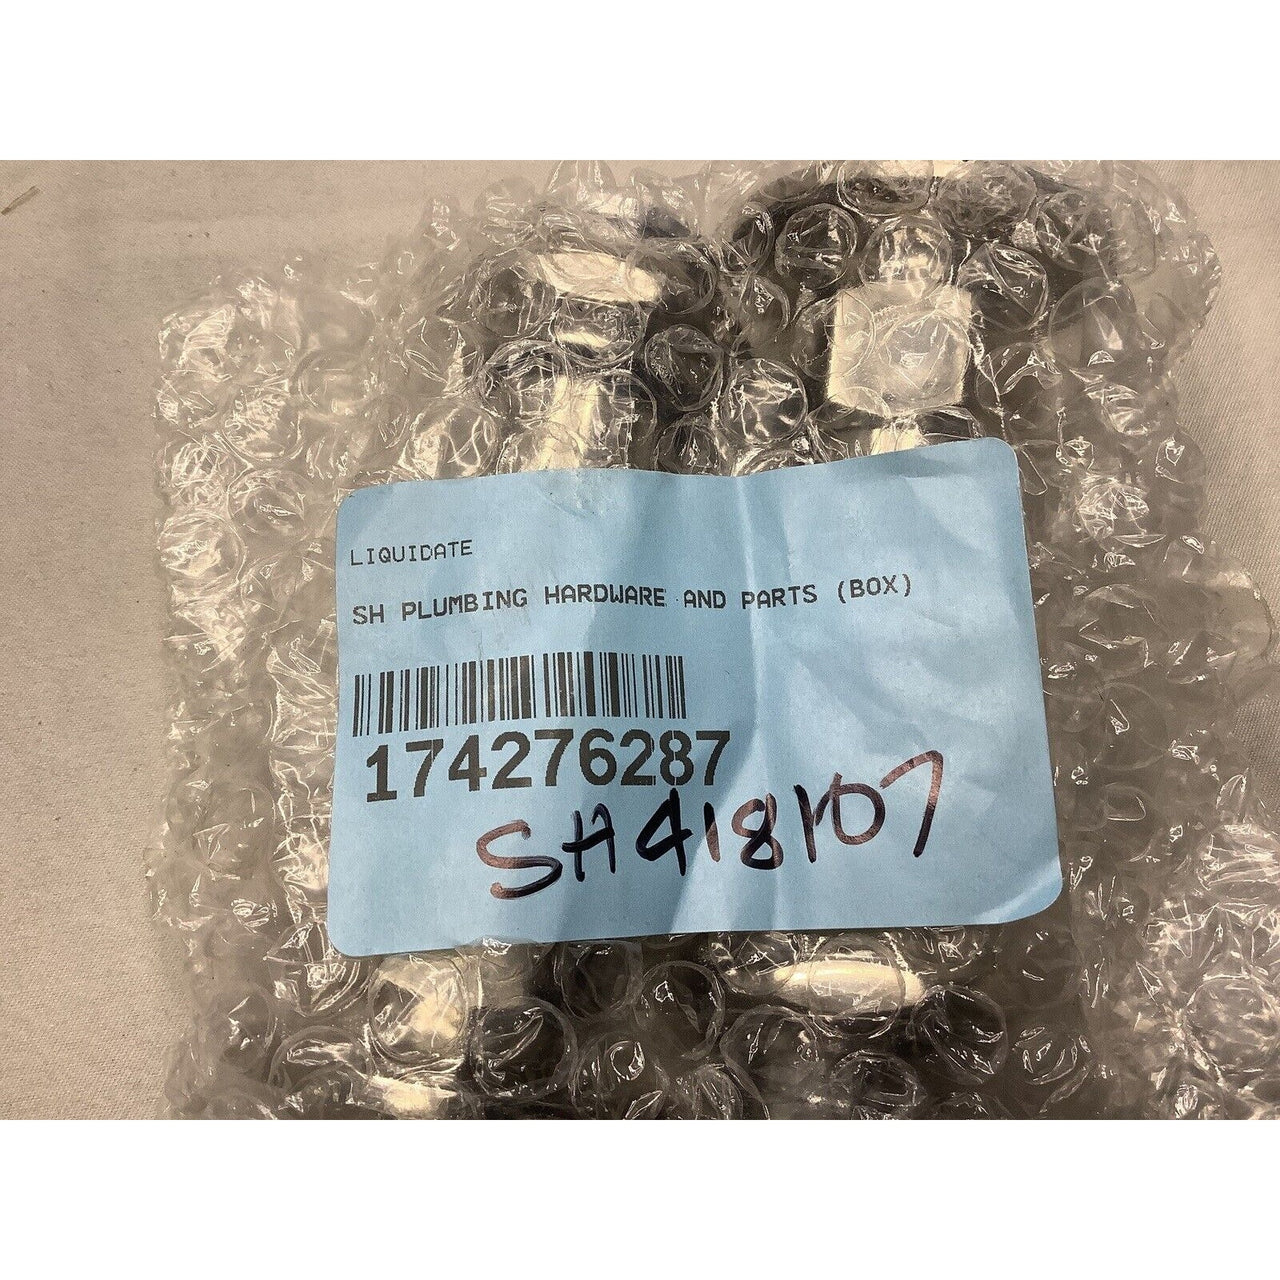 LIQUIDATE
SH PLUMBING HARDWARE AND PARTS (BOX)
174276287
SH418107